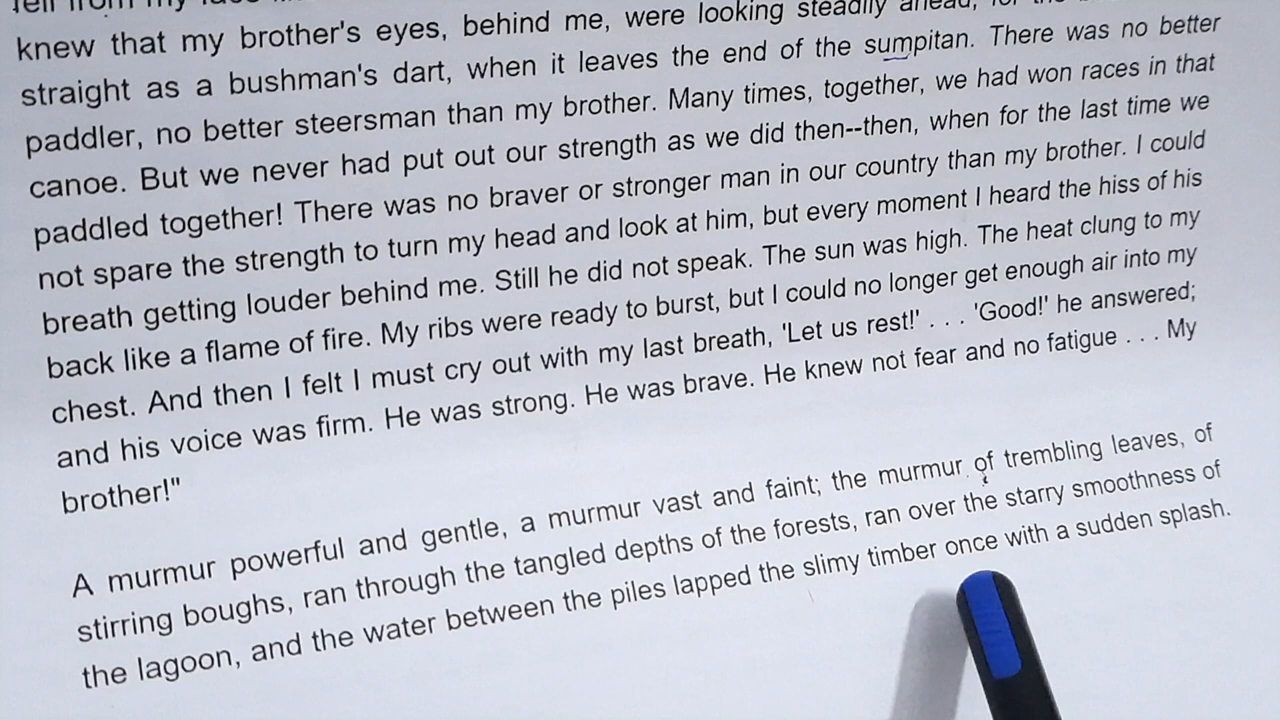 fell from my face
knew that my brother's eyes, behind me, were looking steadily ahead, for the
straight as a bushman's dart, when it leaves the end of the sumpitan. There was no better
paddler, no better steersman than my brother. Many times, together, we had won races in that
canoe. But we never had put out our strength as we did then--then, when for the last time we
paddled together! There was no braver or stronger man in our country than my brother. I could
not spare the strength to turn my head and look at him, but every moment I heard the hiss of his
breath getting louder behind me. Still he did not speak. The sun was high. The heat clung to my
back like a flame of fire. My ribs were ready to burst, but I could no longer get enough air into my
chest. And then I felt I must cry out with my last breath, 'Let us rest!' . . . 'Good!' he answered;
and his voice was firm. He was strong. He was brave. He knew not fear and no fatigue . . . My
brother!"
A murmur powerful and gentle, a murmur vast and faint; the murmur of trembling leaves, of
stirring boughs, ran through the tangled depths of the forests, ran over the starry smoothness of
the lagoon, and the water between the piles lapped the slimy timber once with a sudden splash.